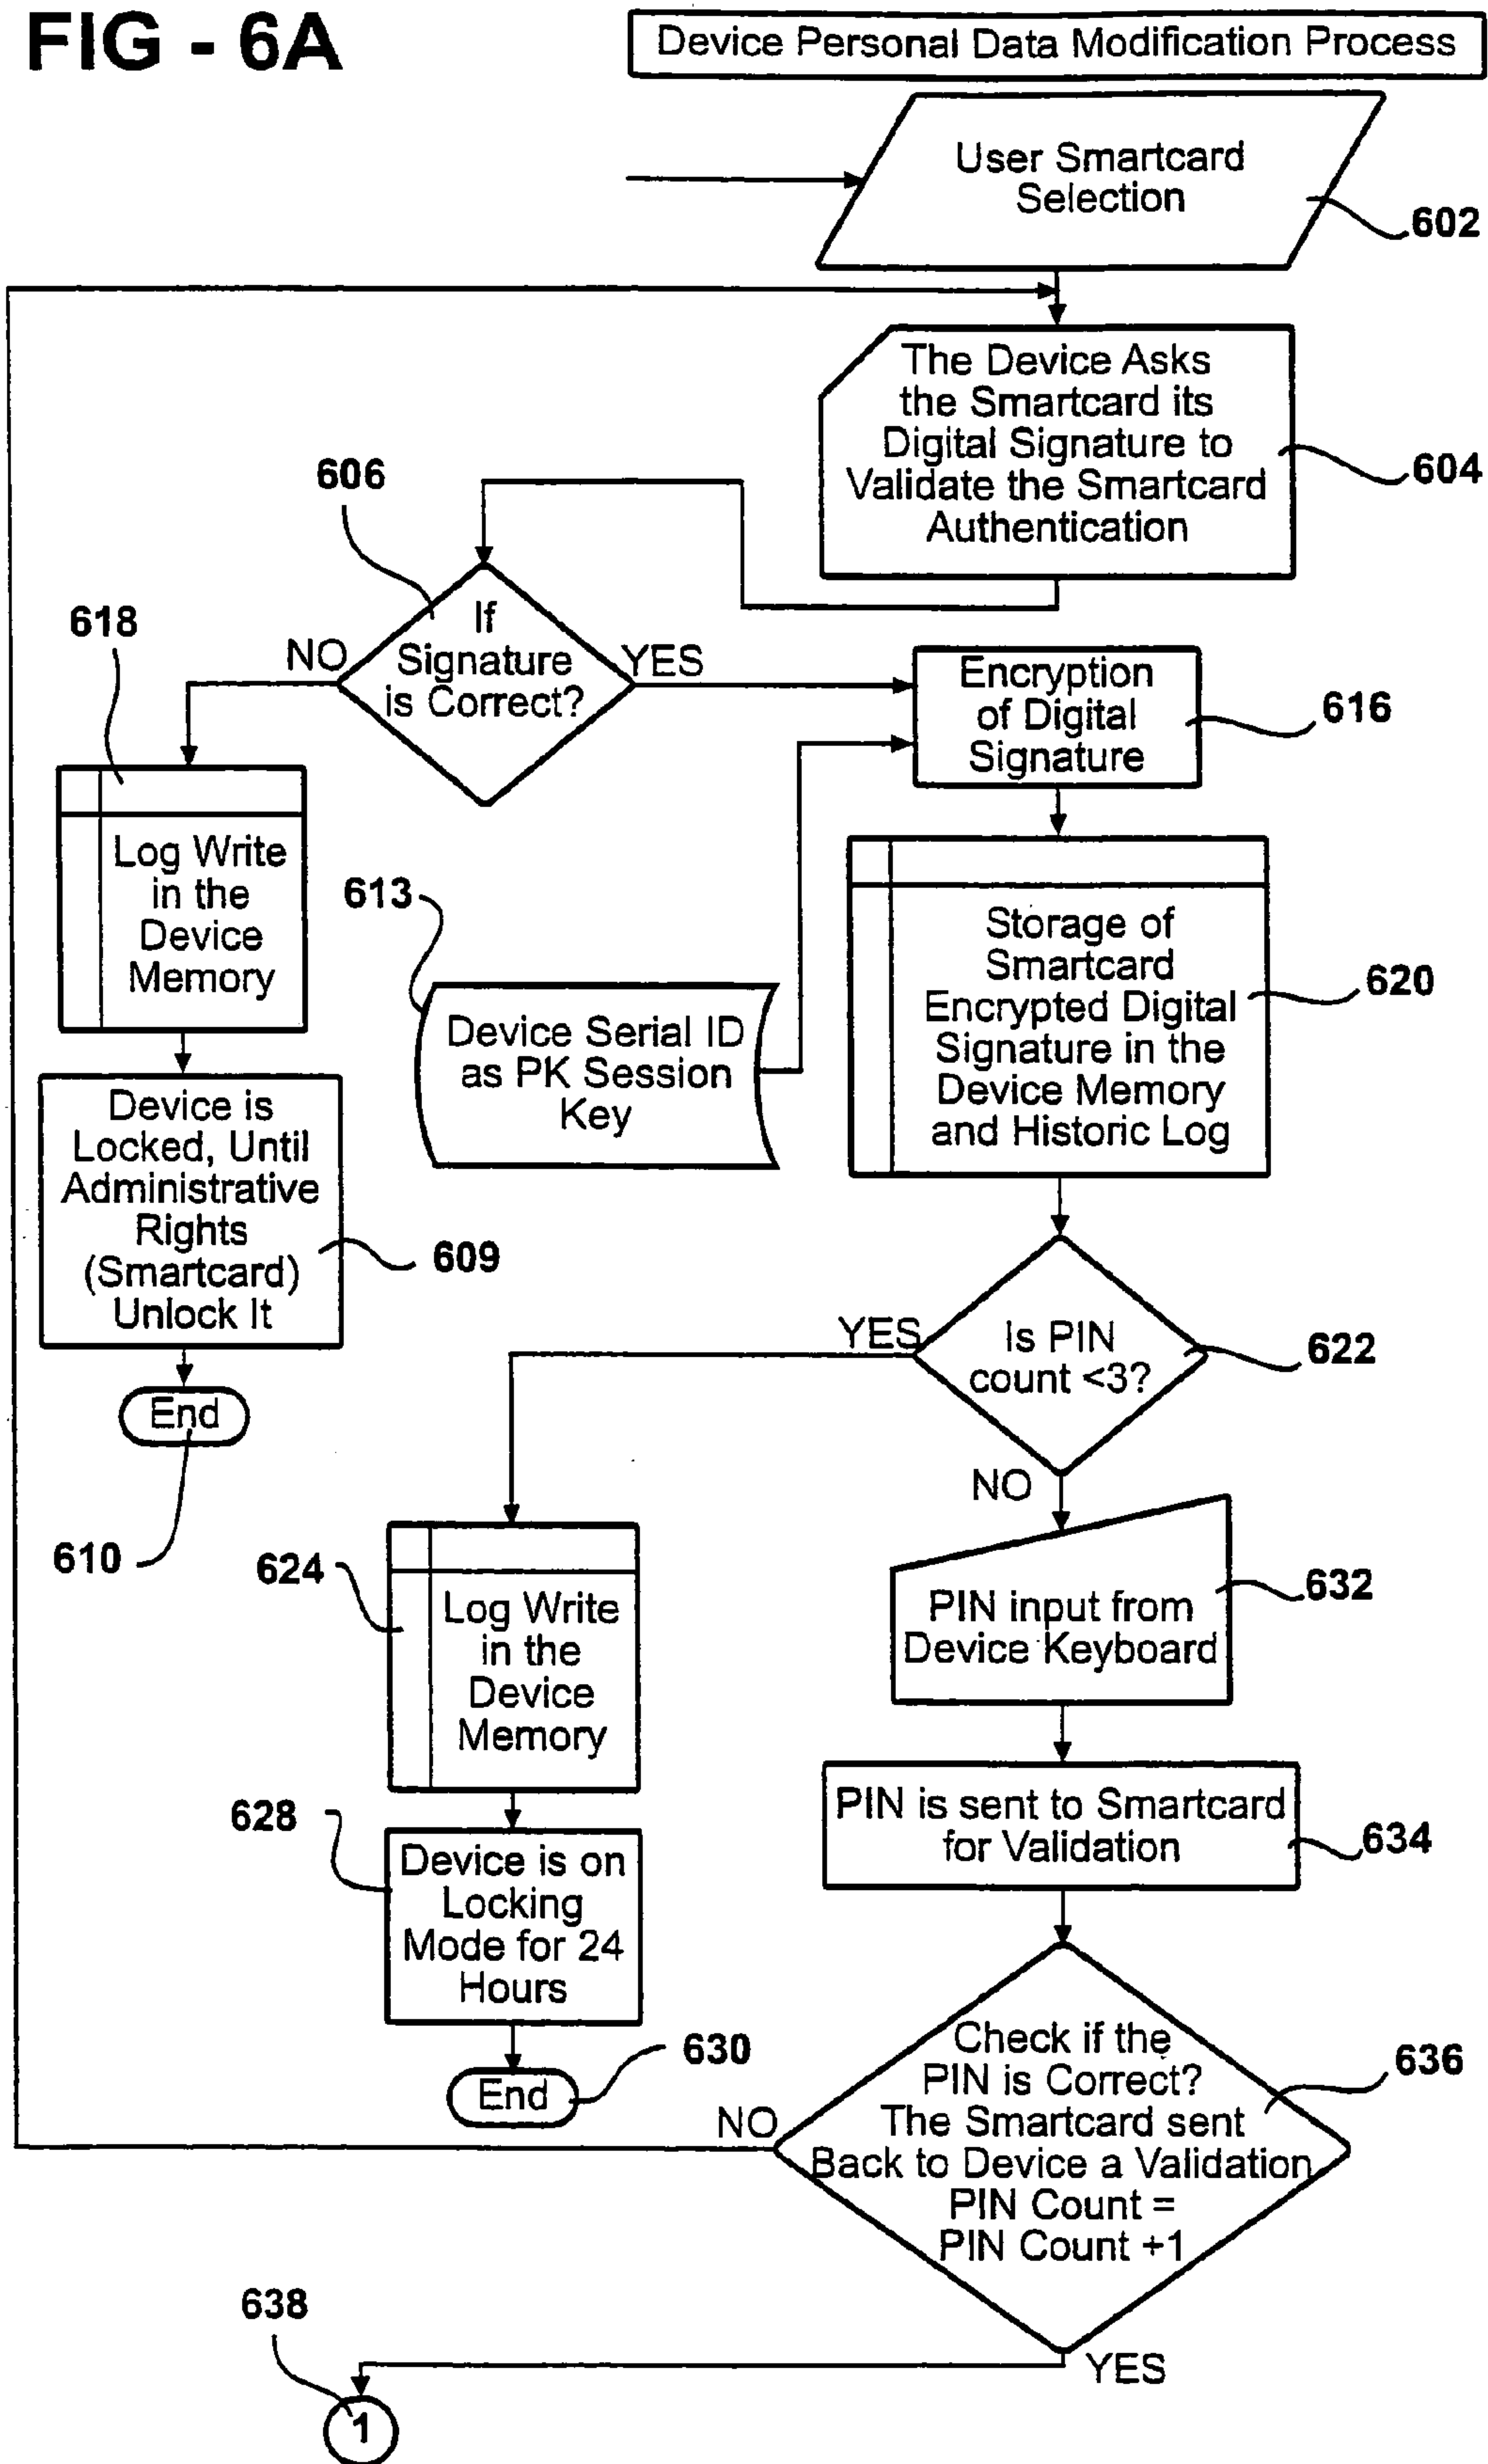 FIG - 6A
Device Personal Data Modification Process
User Smartcard
Selection
602
The Device Asks
the Smartcard its
Digital Signature to
Validate the Smartcard
Authentication
604
606
If
Signature
is Correct?
NO
YES
618
Log Write
in the
Device
Memory
Encryption
of Digital
Signature
616
613
Device Serial ID
as PK Session
Key
Storage of
Smartcard
Encrypted Digital
Signature in the
Device Memory
and Historic Log
620
Device is
Locked, Until
Administrative
Rights
(Smartcard)
Unlock It
609
End
610
YES
Is PIN
count <3?
622
NO
624
Log Write
in the
Device
Memory
PIN input from
Device Keyboard
632
628
Device is on
Locking
Mode for 24
Hours
PIN is sent to Smartcard
for Validation
634
End
630
NO
Check if the
PIN is Correct?
The Smartcard sent
Back to Device a Validation
PIN Count =
PIN Count +1
636
YES
638
1